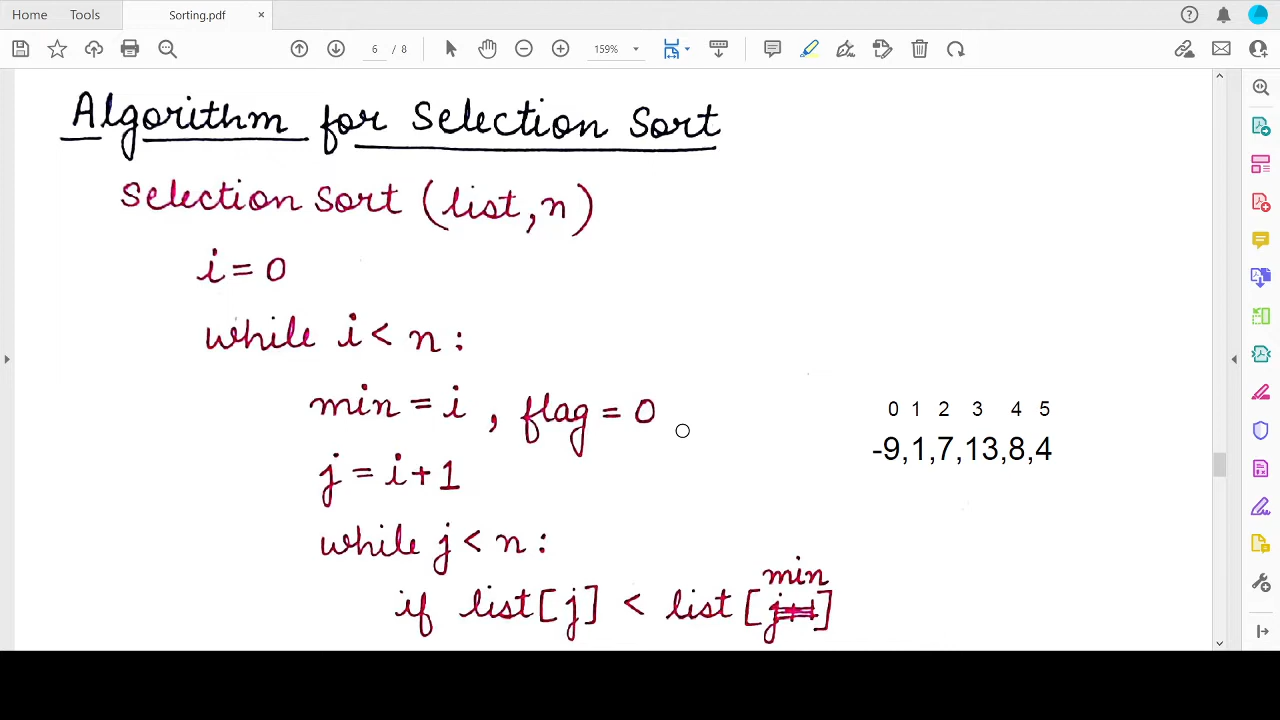 Home Tools Sorting.pdf ×
6 / 8 159%
Algorithm for Selection Sort
Selection Sort (list,n)
i = 0
while i < n :
min = i , flag = 0
0 1 2 3 4 5
-9,1,7,13,8,4
j = i + 1
while j < n :
min
if list[j] < list[j+1]